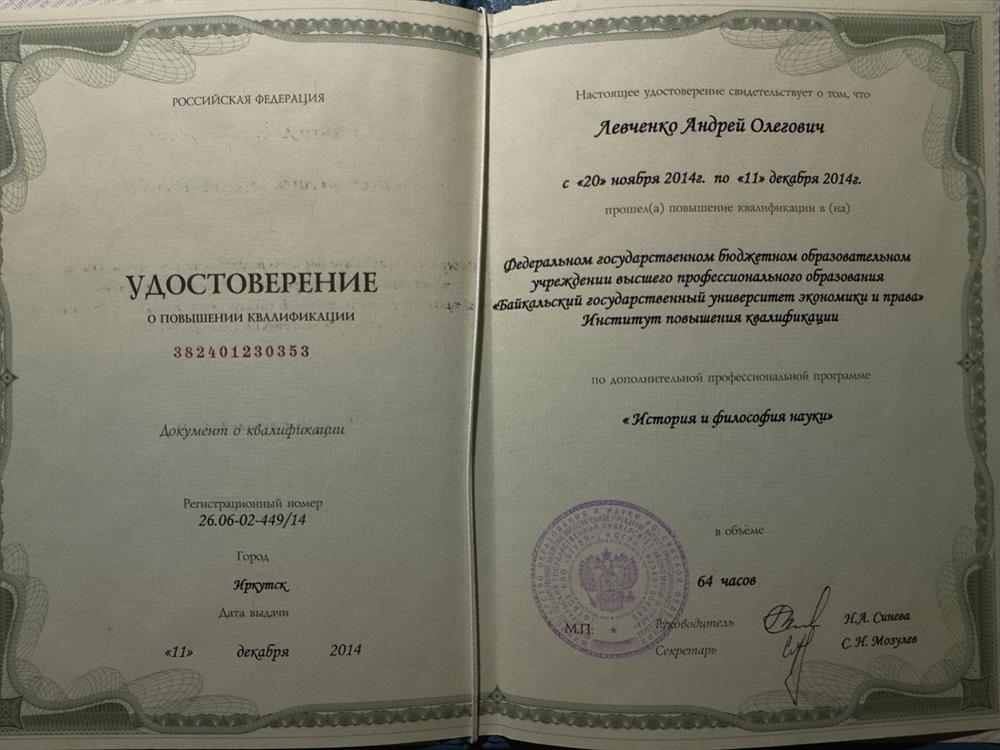 РОССИЙСКАЯ ФЕДЕРАЦИЯ
УДОСТОВЕРЕНИЕ
О ПОВЫШЕНИИ КВАЛИФИКАЦИИ
382401230353
Документ о квалификации
Регистрационный номер
26.06-02-449/14
Город
Иркутск
Дата выдачи
«11» декабря 2014
Настоящее удостоверение свидетельствует о том, что
Левченко Андрей Олегович
с «20» ноября 2014г. по «11» декабря 2014г.
прошел(а) повышение квалификации в (на)
Федеральном государственном бюджетном образовательном
учреждении высшего профессионального образования
«Байкальский государственный университет экономики и права»
Институт повышения квалификации
по дополнительной профессиональной программе
«История и философия науки»
в объёме
64 часов
М.П.
Руководитель Н.А. Синева
Секретарь С. Н. Мозулев